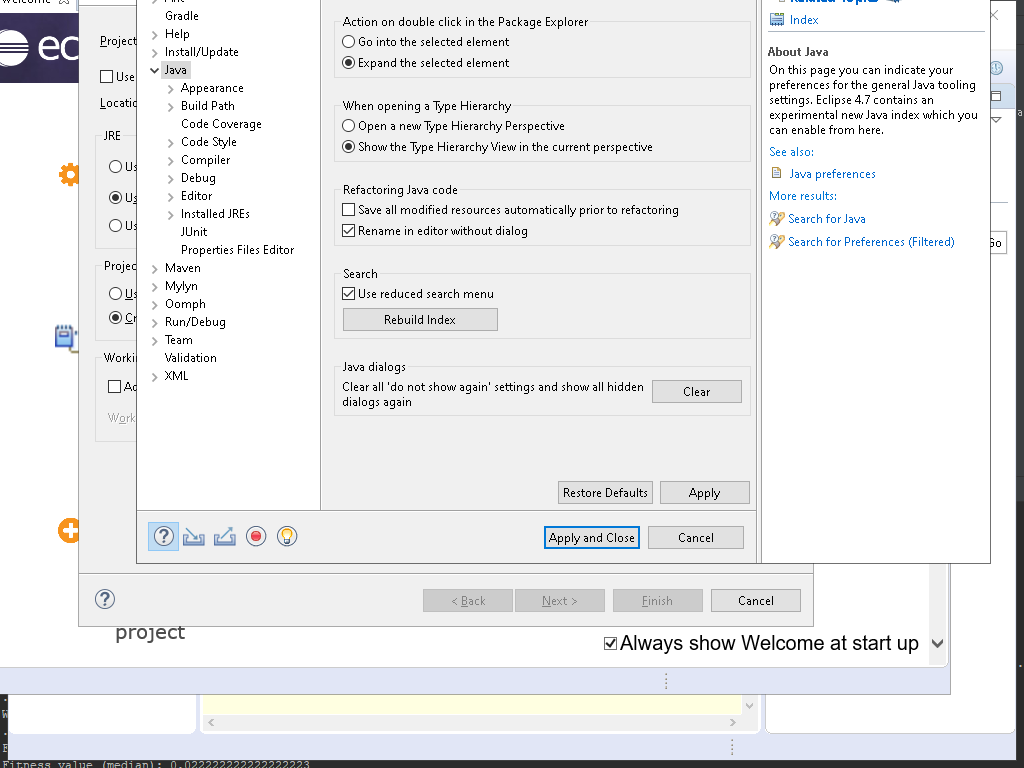 Welcome
Gradle
Help
Install/Update
Java
Appearance
Build Path
Code Coverage
Code Style
Compiler
Debug
Editor
Installed JREs
JUnit
Properties Files Editor
Maven
Mylyn
Oomph
Run/Debug
Team
Validation
XML
Project
Use
Locatio
JRE
Us
Us
Us
Projec
Us
Cr
Worki
Ad
Work
ec
Action on double click in the Package Explorer
Go into the selected element
Expand the selected element
When opening a Type Hierarchy
Open a new Type Hierarchy Perspective
Show the Type Hierarchy View in the current perspective
Refactoring Java code
Save all modified resources automatically prior to refactoring
Rename in editor without dialog
Search
Use reduced search menu
Rebuild Index
Java dialogs
Clear all 'do not show again' settings and show all hidden
dialogs again
Clear
Restore Defaults
Apply
Apply and Close
Cancel
Related Topics
Index
About Java
On this page you can indicate your
preferences for the general Java tooling
settings. Eclipse 4.7 contains an
experimental new Java index which you
can enable from here.
See also:
Java preferences
More results:
Search for Java
Search for Preferences (Filtered)
Go
< Back
Next >
Finish
Cancel
project
Always show Welcome at start up
Fitness value (median): 0.022222222222222223